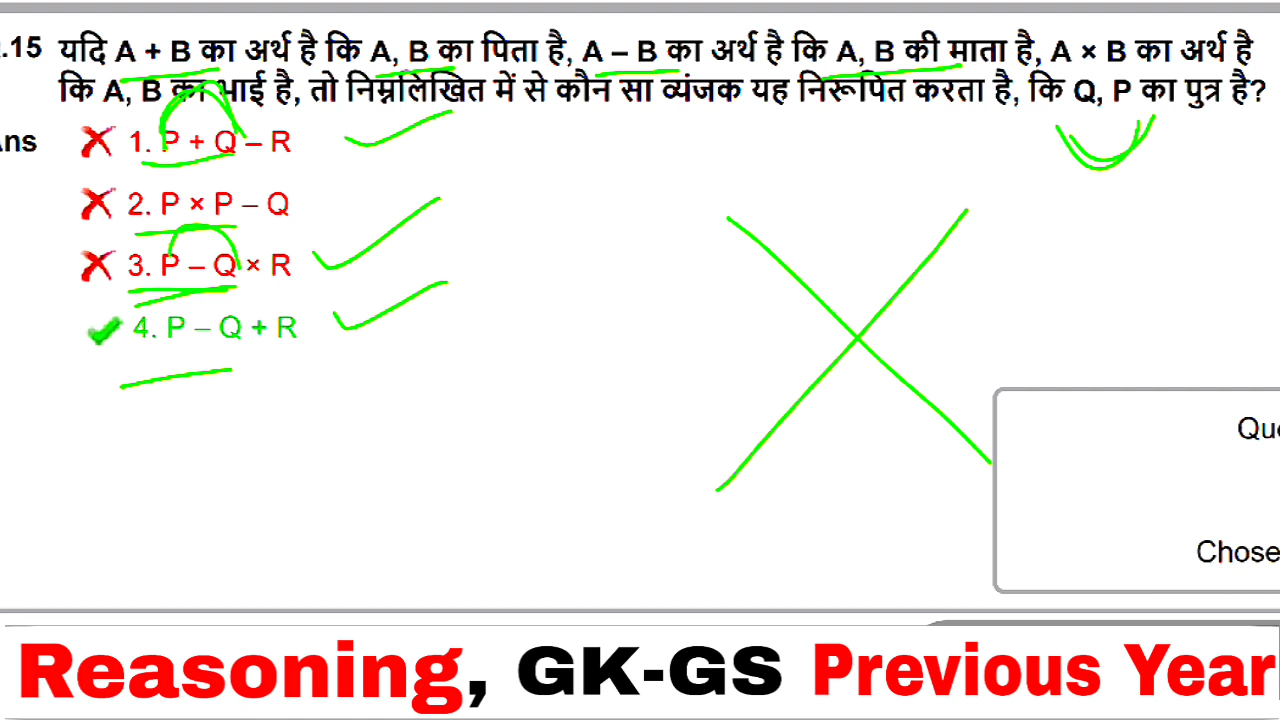 .15 यदि A + B का अर्थ है कि A, B का पिता है, A – B का अर्थ है कि A, B की माता है, A × B का अर्थ है
कि A, B का भाई है, तो निम्नलिखित में से कौन सा व्यंजक यह निरूपित करता है, कि Q, P का पुत्र है?
Ans 1. P + Q – R
2. P × P – Q
3. P – Q × R
4. P – Q + R
Que
Chose
Reasoning, GK-GS Previous Year